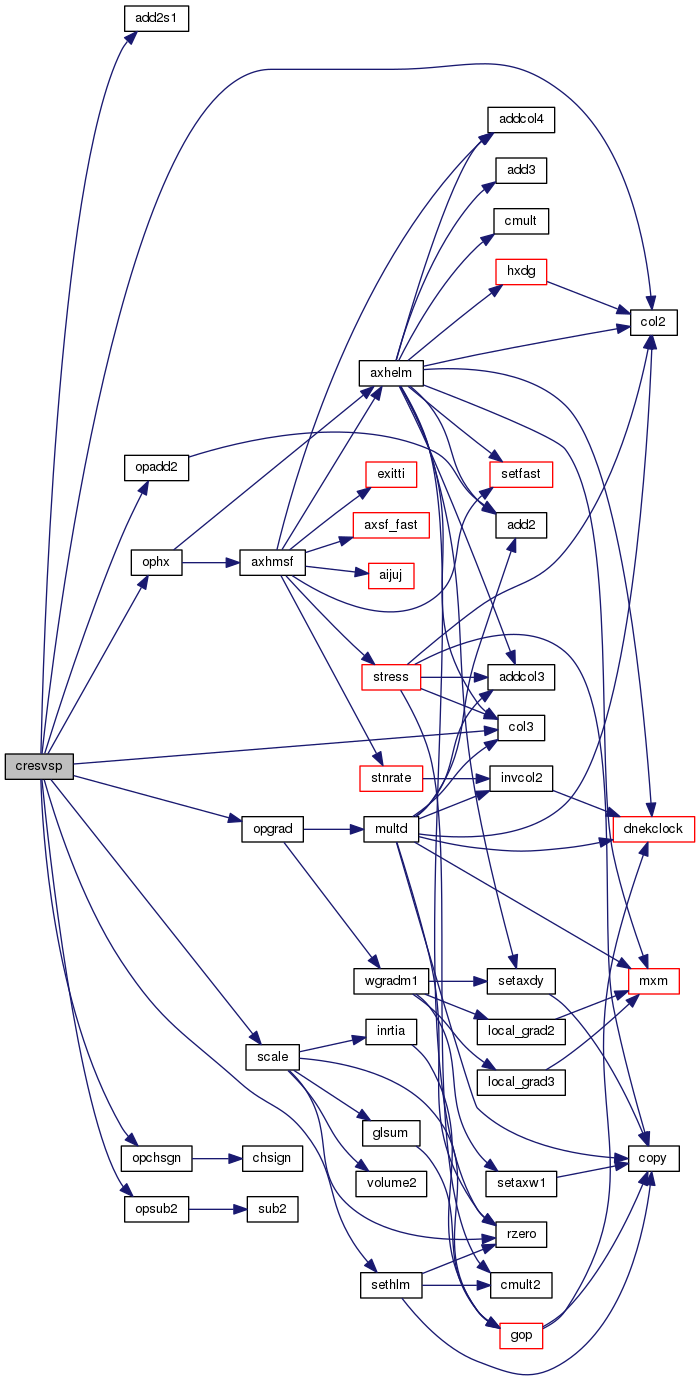 add2s1
addcol4
add3
cmult
hxdg
col2
axhelm
opadd2
exitti
setfast
axsf_fast
add2
ophx
axhmsf
aijuj
stress
addcol3
col3
cresvsp
stnrate
invcol2
opgrad
multd
dnekclock
wgradm1
setaxdy
mxm
inrtia
local_grad2
scale
local_grad3
glsum
opchsgn
chsign
copy
volume2
setaxw1
opsub2
sub2
rzero
sethlm
cmult2
gop